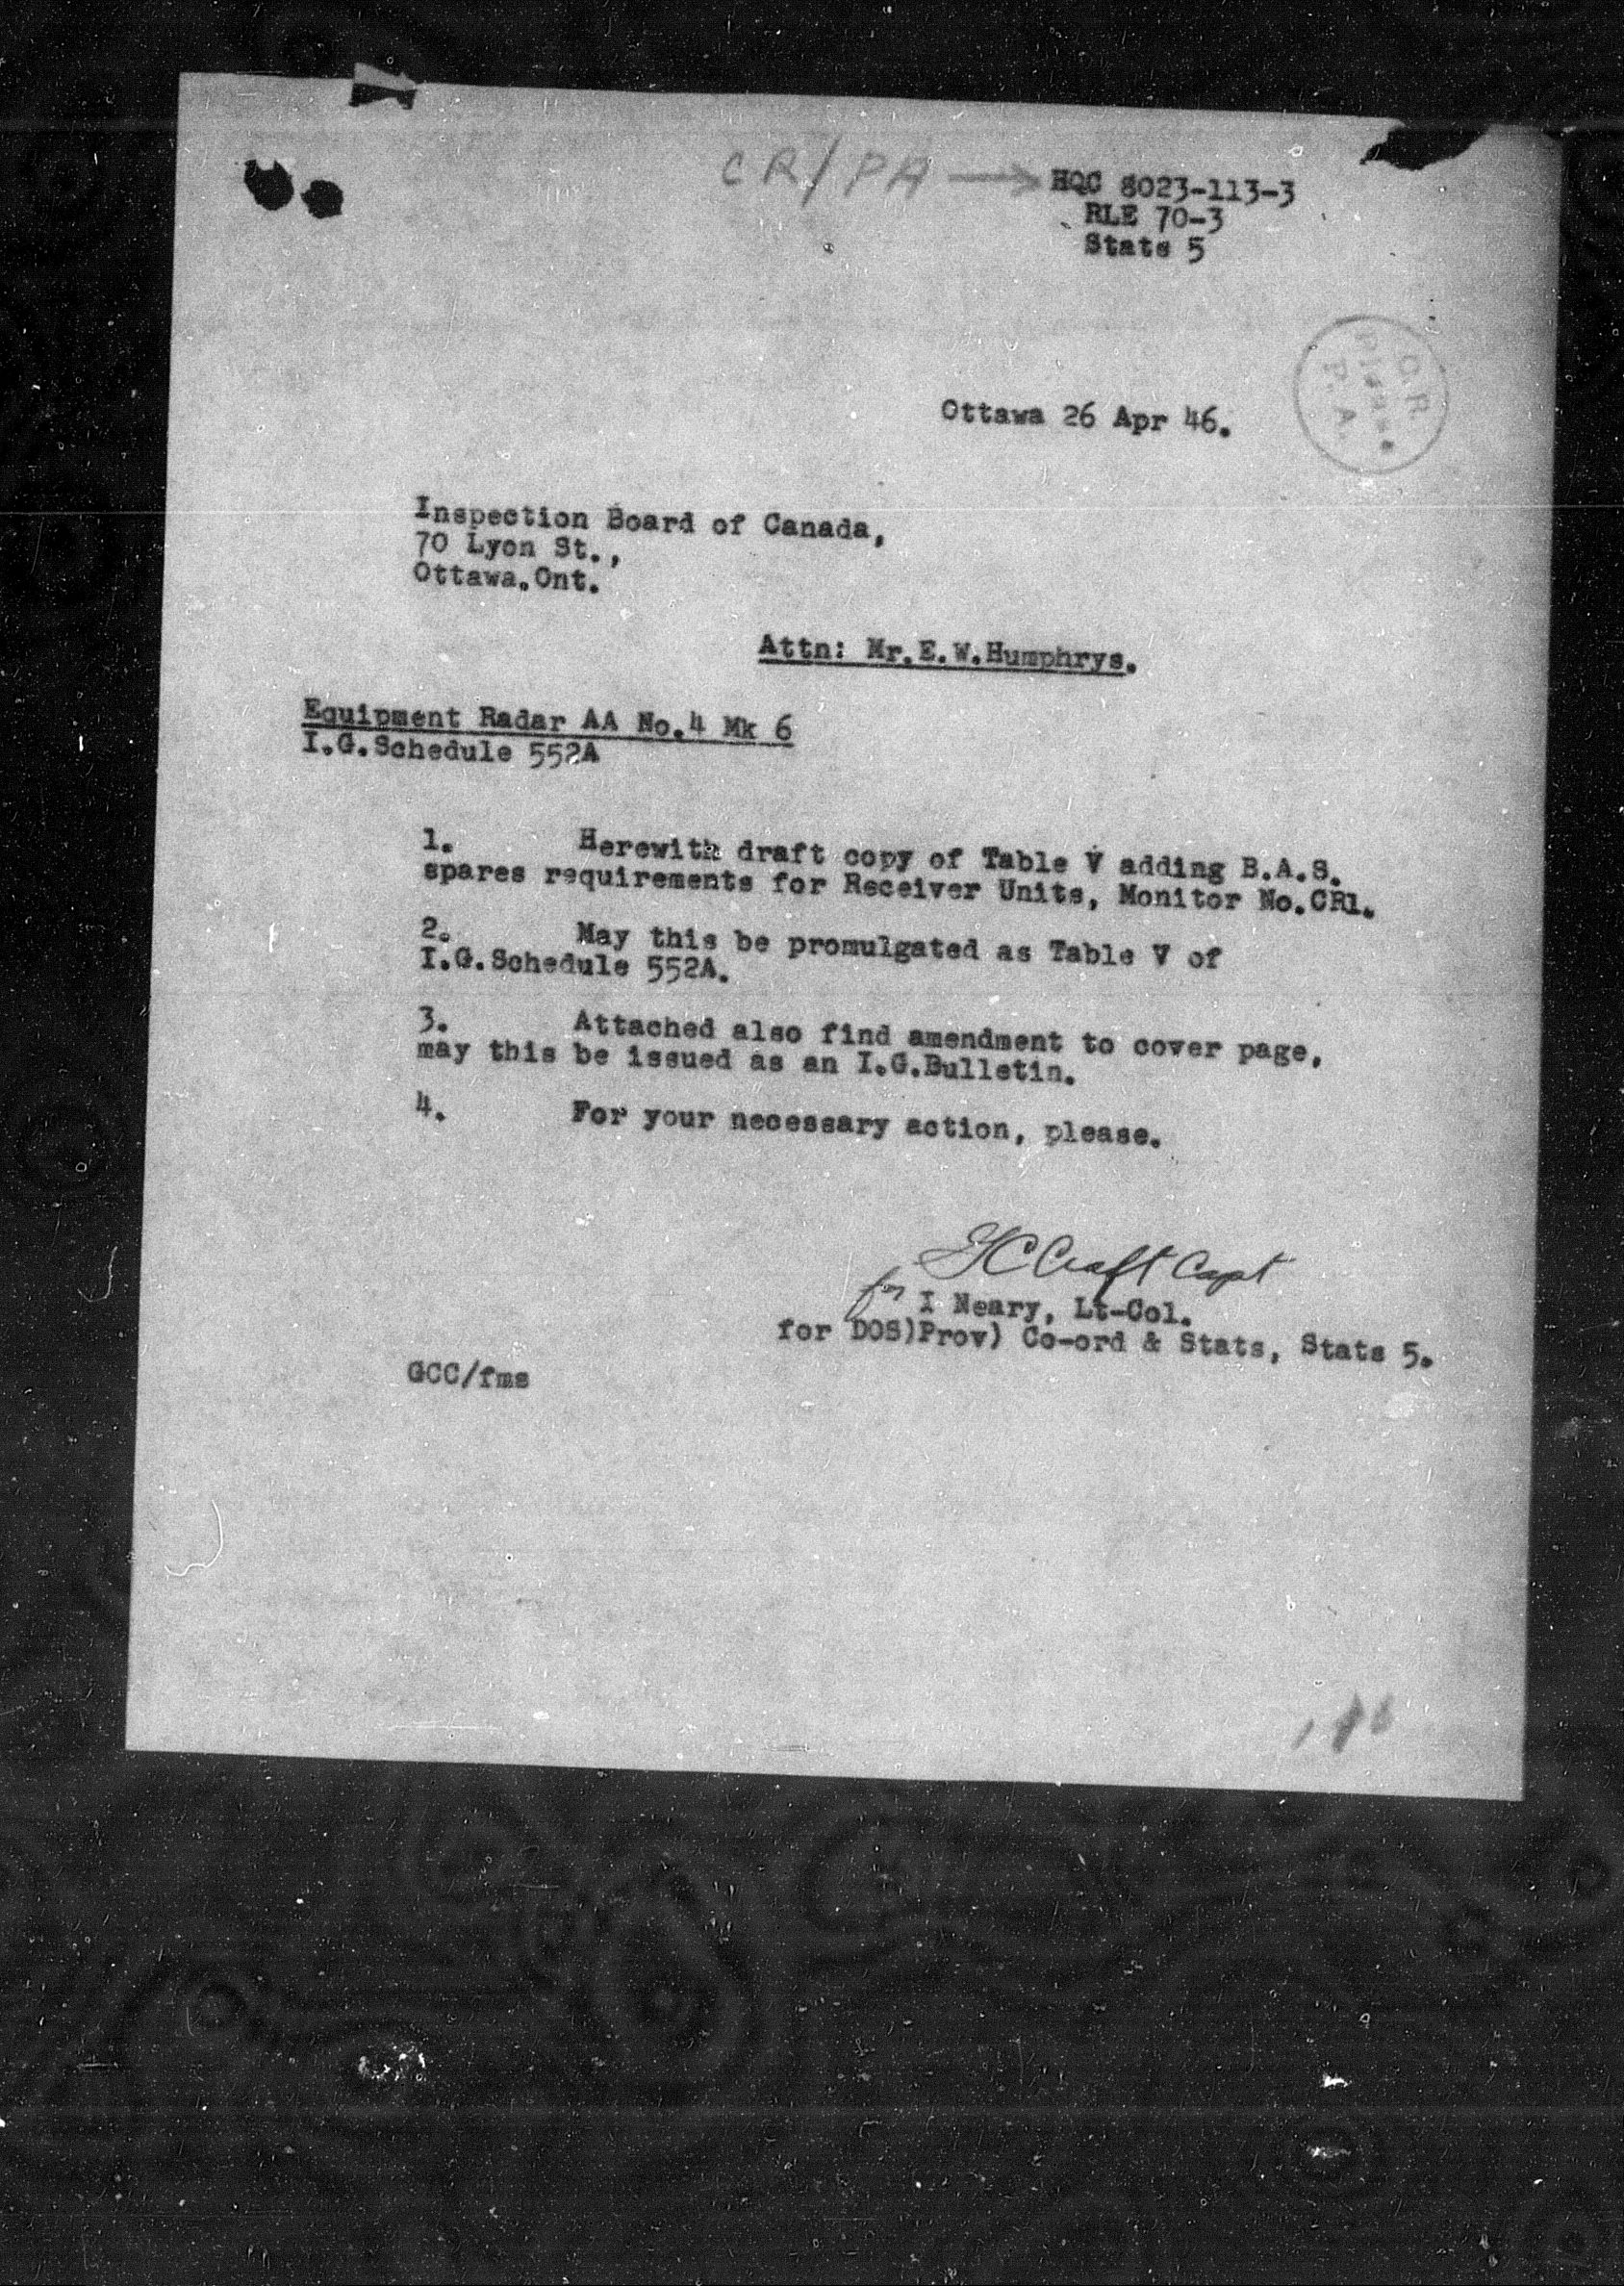 CR/PA → HQC 8023-113-3
RLE 70-3
Stats 5
C.R.
Please
P.A.
Ottawa 26 Apr 46.
Inspection Board of Canada,
70 Lyon St.,
Ottawa.Ont.
Attn: Mr.E.W.Humphrys.
Equipment Radar AA No.4 Mk 6
I.G.Schedule 552A
1. Herewith draft copy of Table V adding B.A.S.
spares requirements for Receiver Units, Monitor No.CR1.
2. May this be promulgated as Table V of
I.G.Schedule 552A.
3. Attached also find amendment to cover page,
may this be issued as an I.G.Bulletin.
4. For your necessary action, please.
GCCraft Capt
for I Neary, Lt-Col.
for DOS)Prov) Co-ord & Stats, Stats 5.
GCC/fms